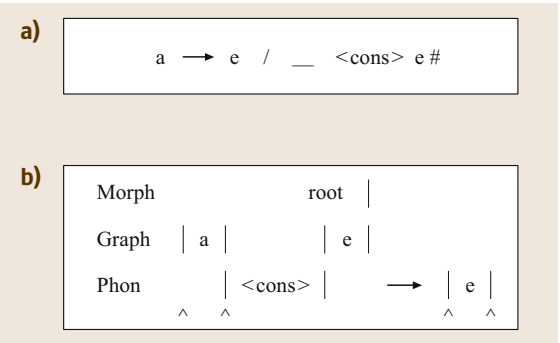 a)
a → e / __ <cons> e #
b)
Morph root |
Graph | a | | e |
Phon | <cons> | → | e |
^ ^ ^ ^